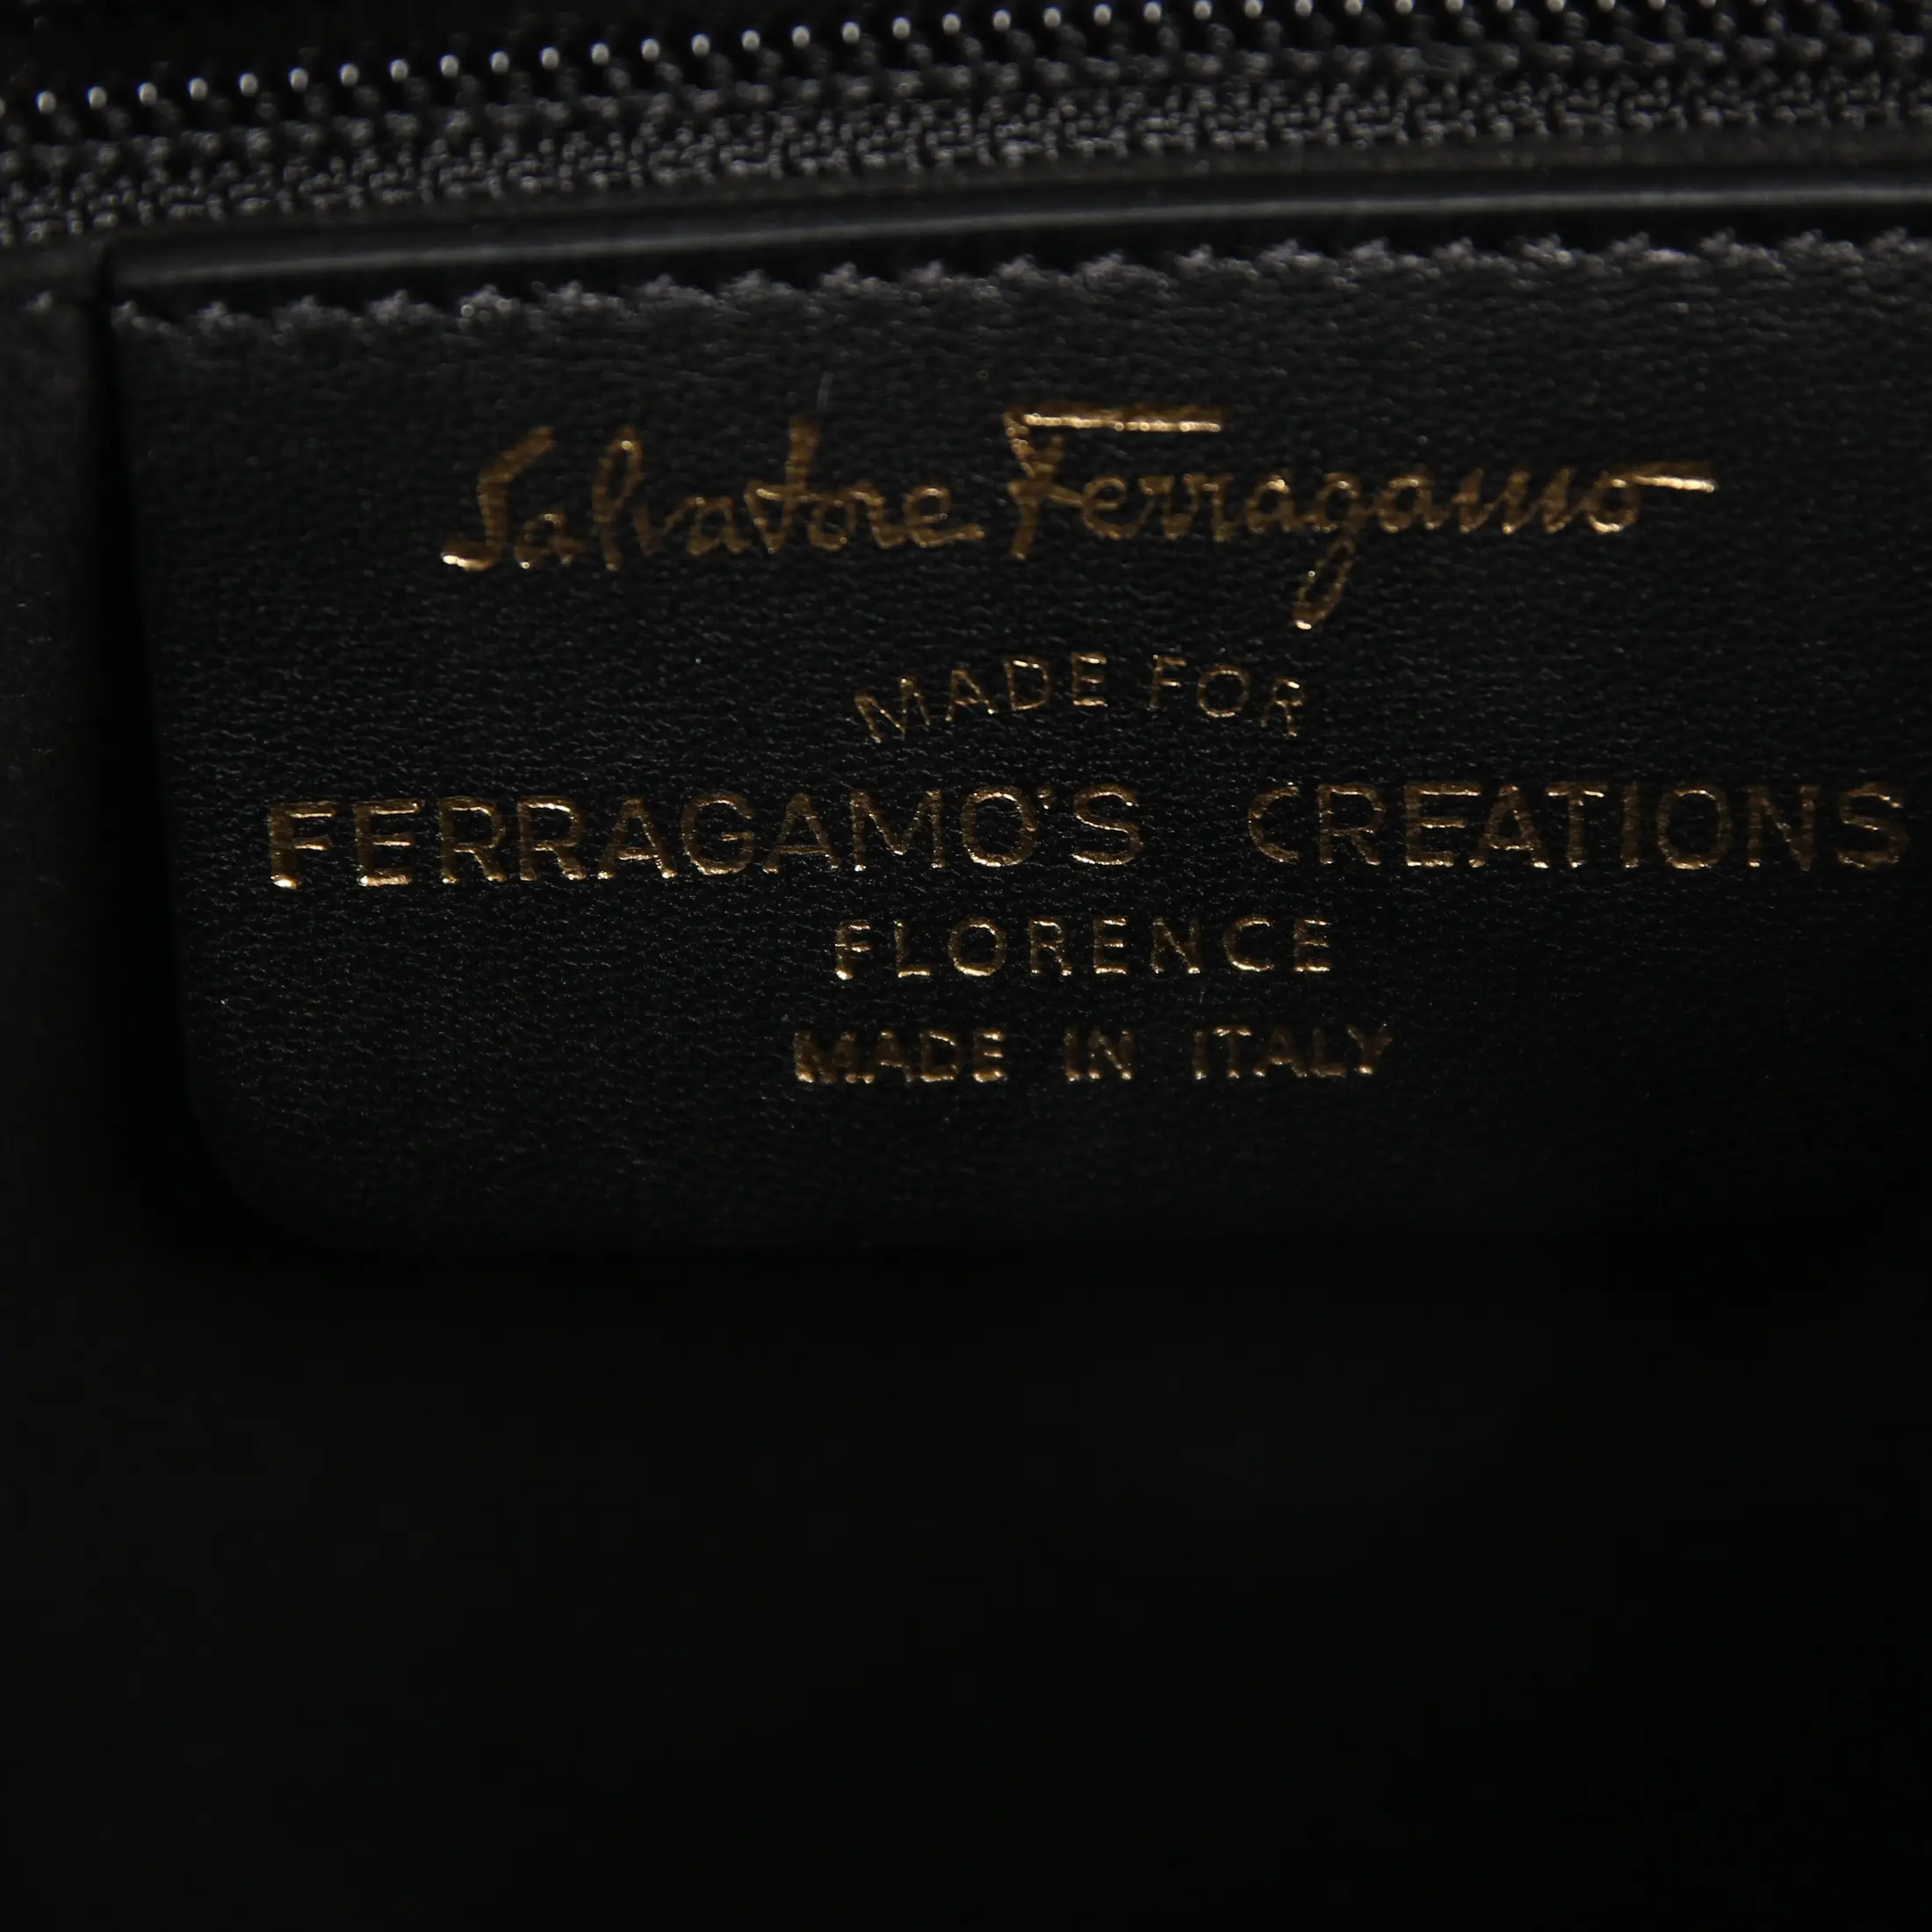 Salvatore Ferragamo
MADE FOR
FERRAGAMO'S CREATIONS
FLORENCE
MADE IN ITALY